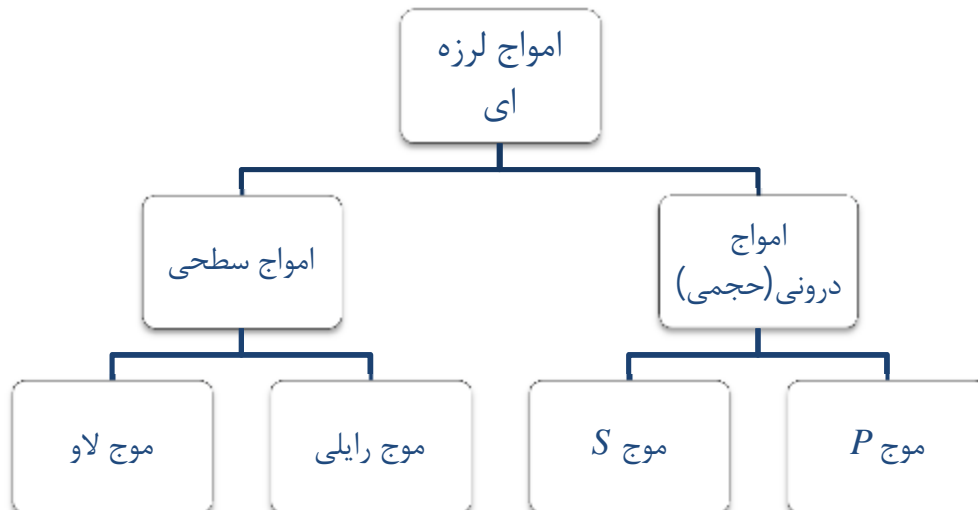 امواج لرزه
ای
امواج
درونی(حجمی)
امواج سطحی
موج P
موج S
موج رایلی
موج لاو